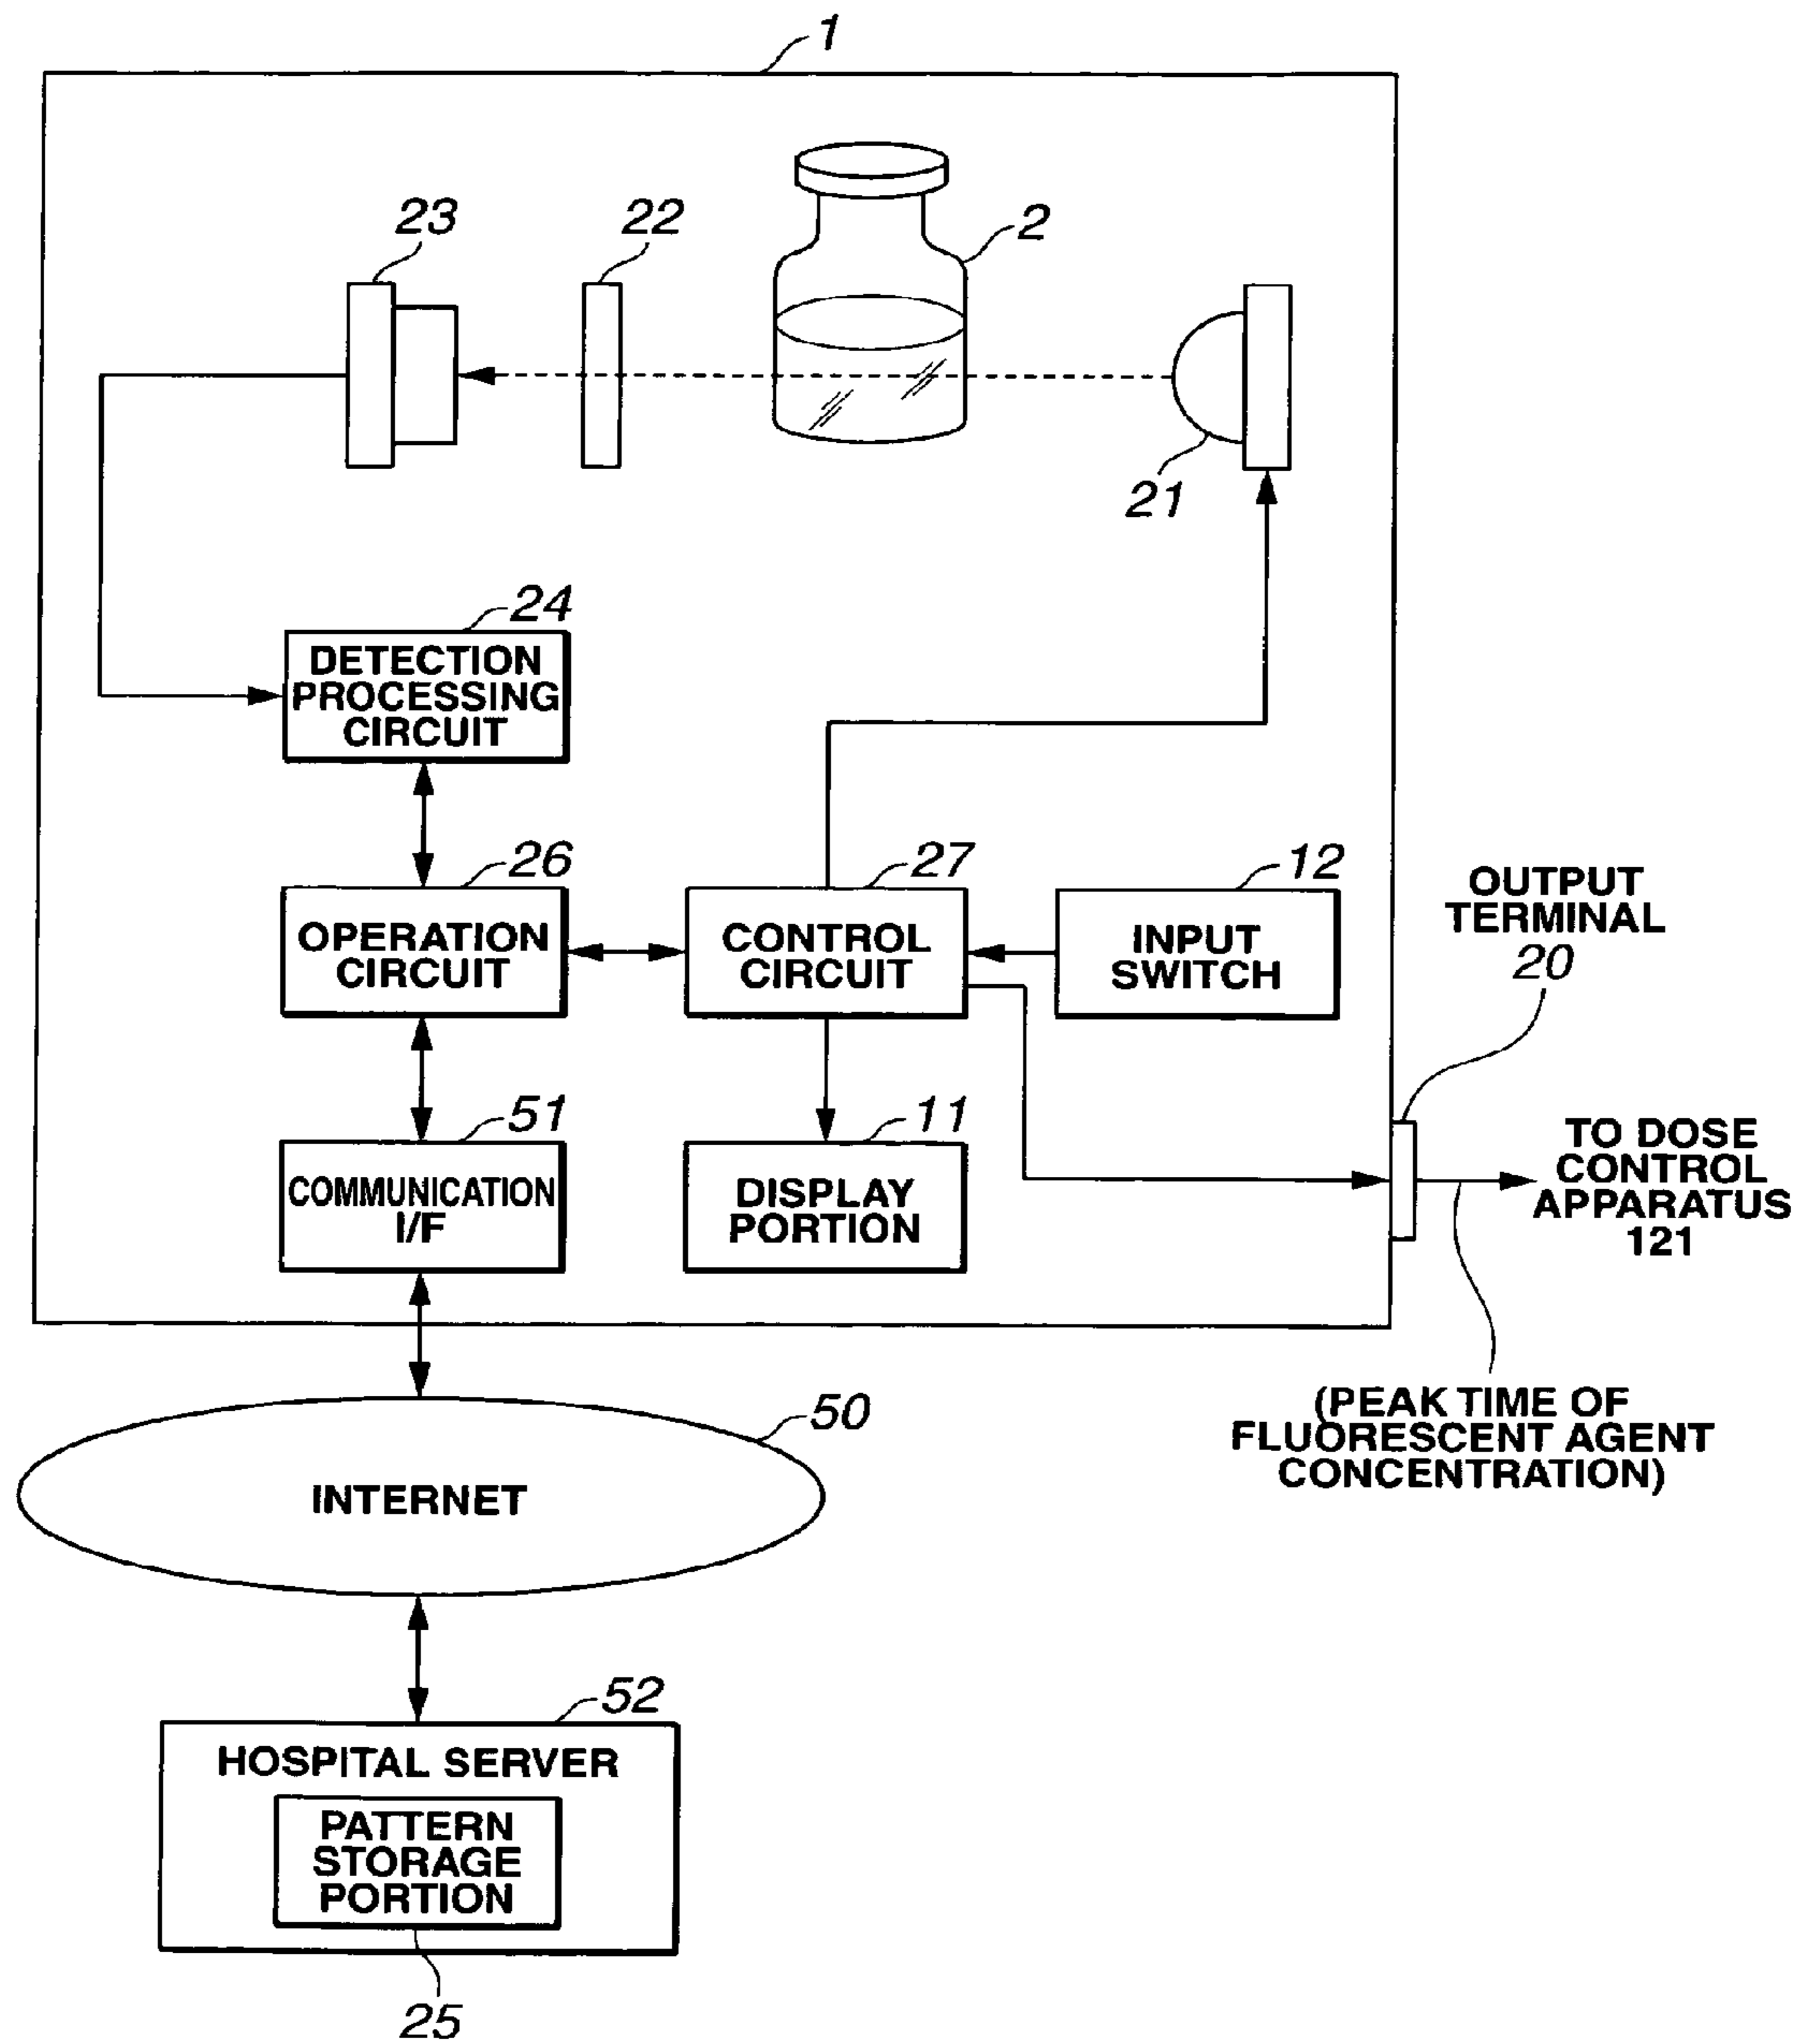 1
23
22
2
21
24
DETECTION
PROCESSING
CIRCUIT
26
OPERATION
CIRCUIT
27
CONTROL
CIRCUIT
12
INPUT
SWITCH
OUTPUT
TERMINAL
20
51
COMMUNICATION
I/F
11
DISPLAY
PORTION
TO DOSE
CONTROL
APPARATUS
121
(PEAK TIME OF
FLUORESCENT AGENT
CONCENTRATION)
50
INTERNET
52
HOSPITAL SERVER
PATTERN
STORAGE
PORTION
25